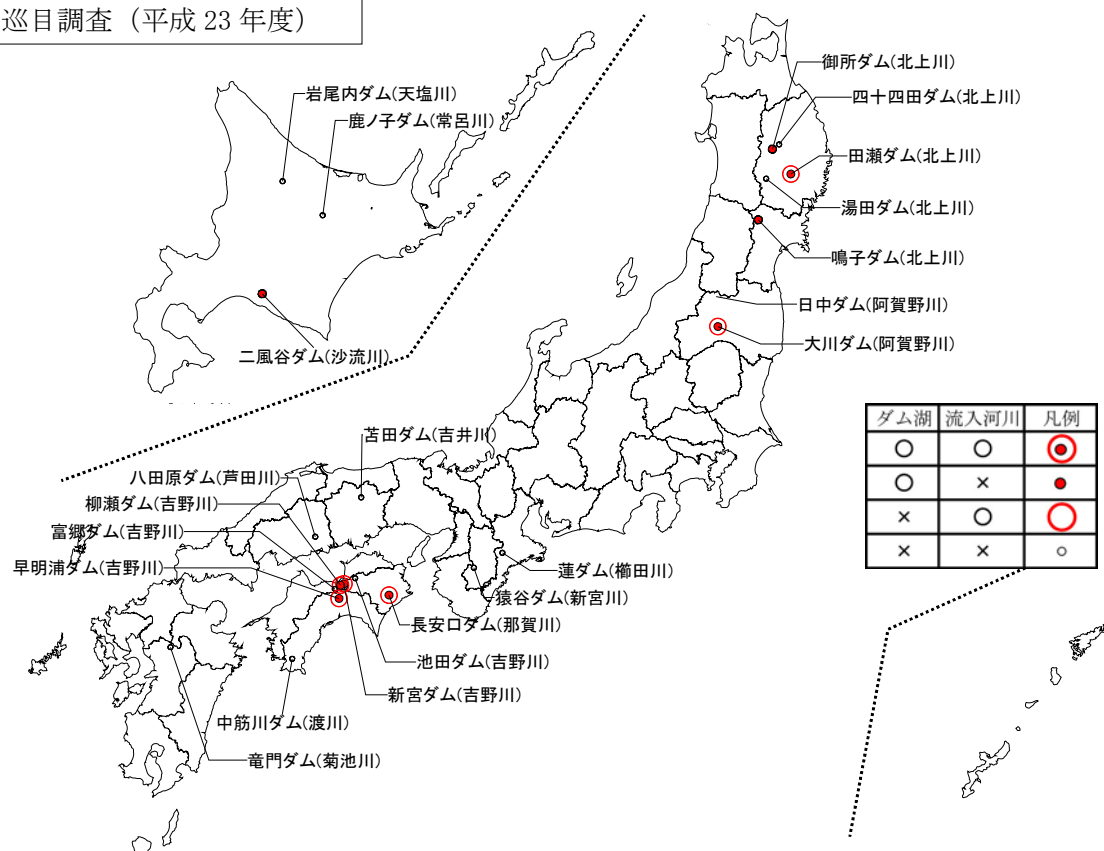 巡目調査（平成 23 年度）
御所ダム(北上川)
四十四田ダム(北上川)
岩尾内ダム(天塩川)
鹿ノ子ダム(常呂川)
田瀬ダム(北上川)
湯田ダム(北上川)
鳴子ダム(北上川)
日中ダム(阿賀野川)
大川ダム(阿賀野川)
二風谷ダム(沙流川)
ダム湖 流入河川 凡例
○ ○
○ ×
× ○
× ×
苫田ダム(吉井川)
八田原ダム(芦田川)
柳瀬ダム(吉野川)
富郷ダム(吉野川)
早明浦ダム(吉野川)
蓮ダム(櫛田川)
猿谷ダム(新宮川)
長安口ダム(那賀川)
池田ダム(吉野川)
新宮ダム(吉野川)
中筋川ダム(渡川)
竜門ダム(菊池川)